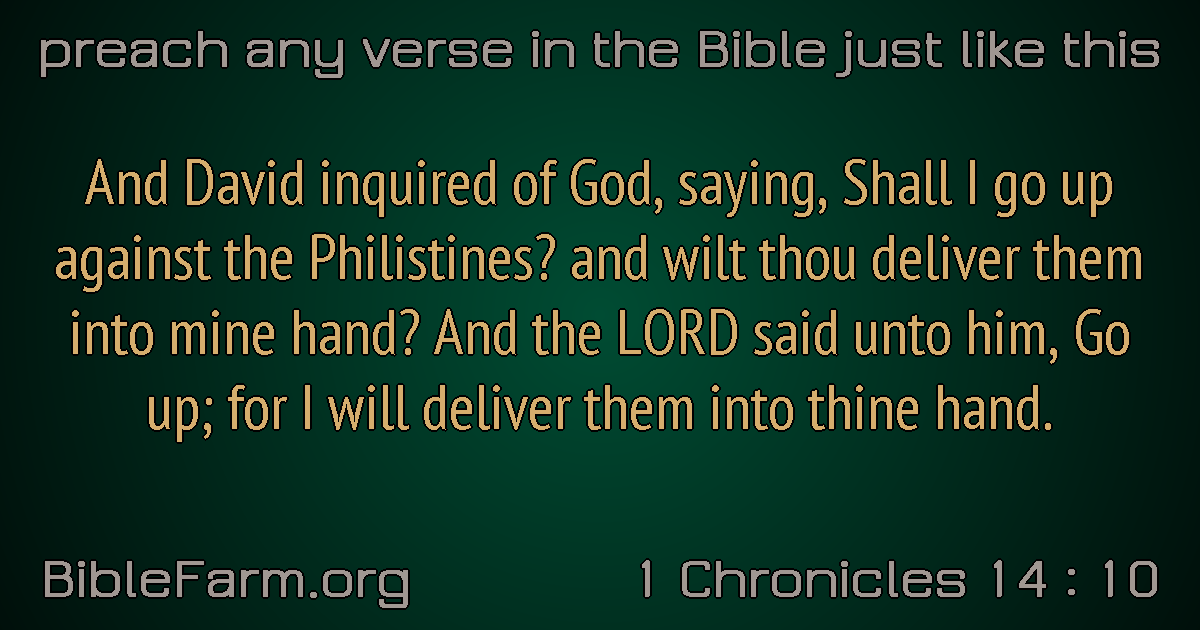 preach any verse in the Bible just like this
And David inquired of God, saying, Shall I go up
against the Philistines? and wilt thou deliver them
into mine hand? And the LORD said unto him, Go
up; for I will deliver them into thine hand.
BibleFarm.org
1 Chronicles 14 : 10